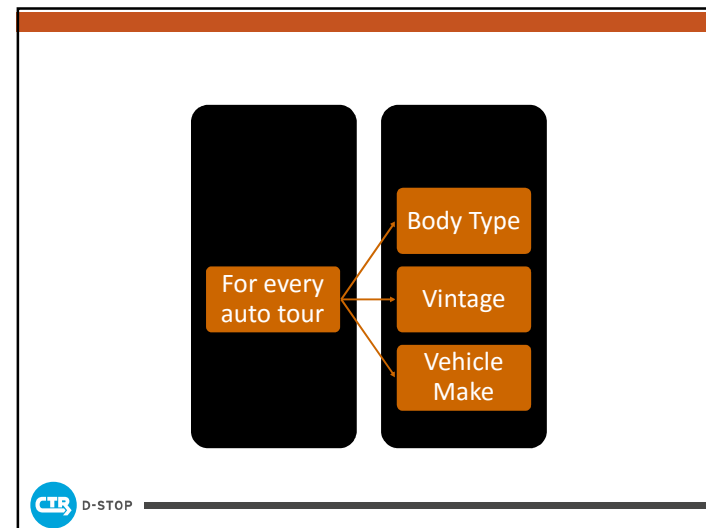 For every
auto tour
Body Type
Vintage
Vehicle
Make
CTR D-STOP